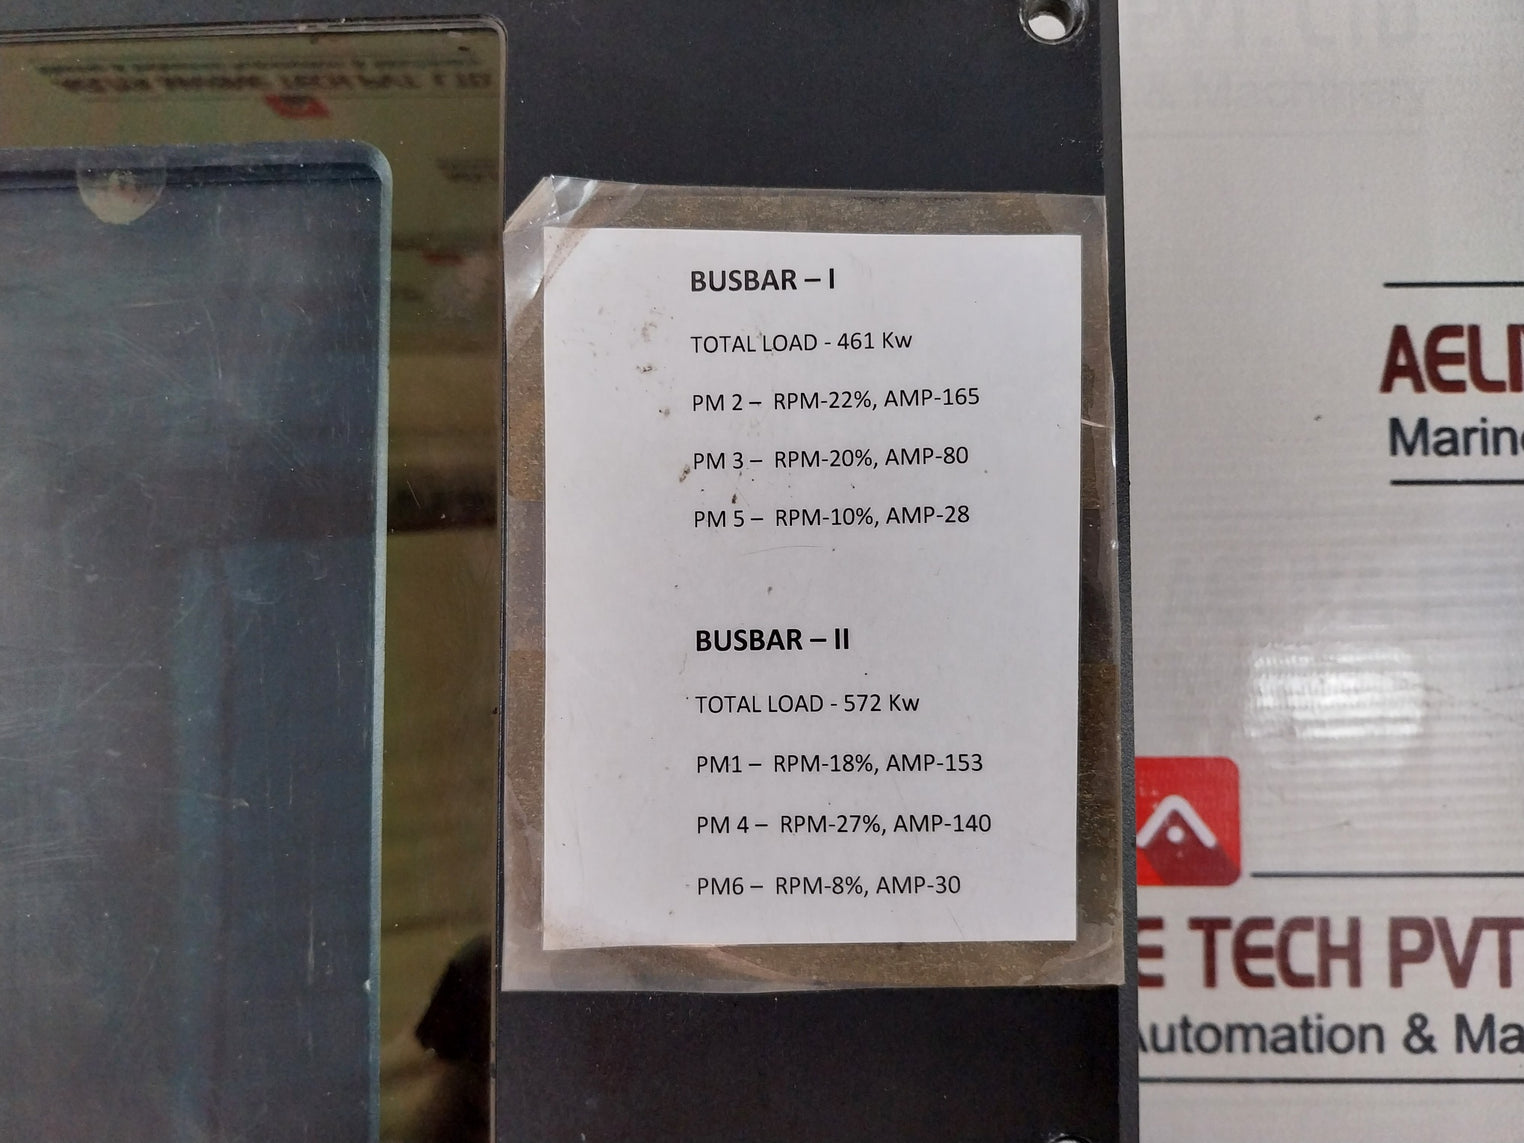 BUSBAR – I
TOTAL LOAD - 461 Kw
PM 2 – RPM-22%, AMP-165
PM 3 – RPM-20%, AMP-80
PM 5 – RPM-10%, AMP-28
BUSBAR – II
TOTAL LOAD - 572 Kw
PM1 – RPM-18%, AMP-153
PM 4 – RPM-27%, AMP-140
PM6 – RPM-8%, AMP-30
AEL
Marin
E TECH PVT
Automation & Ma